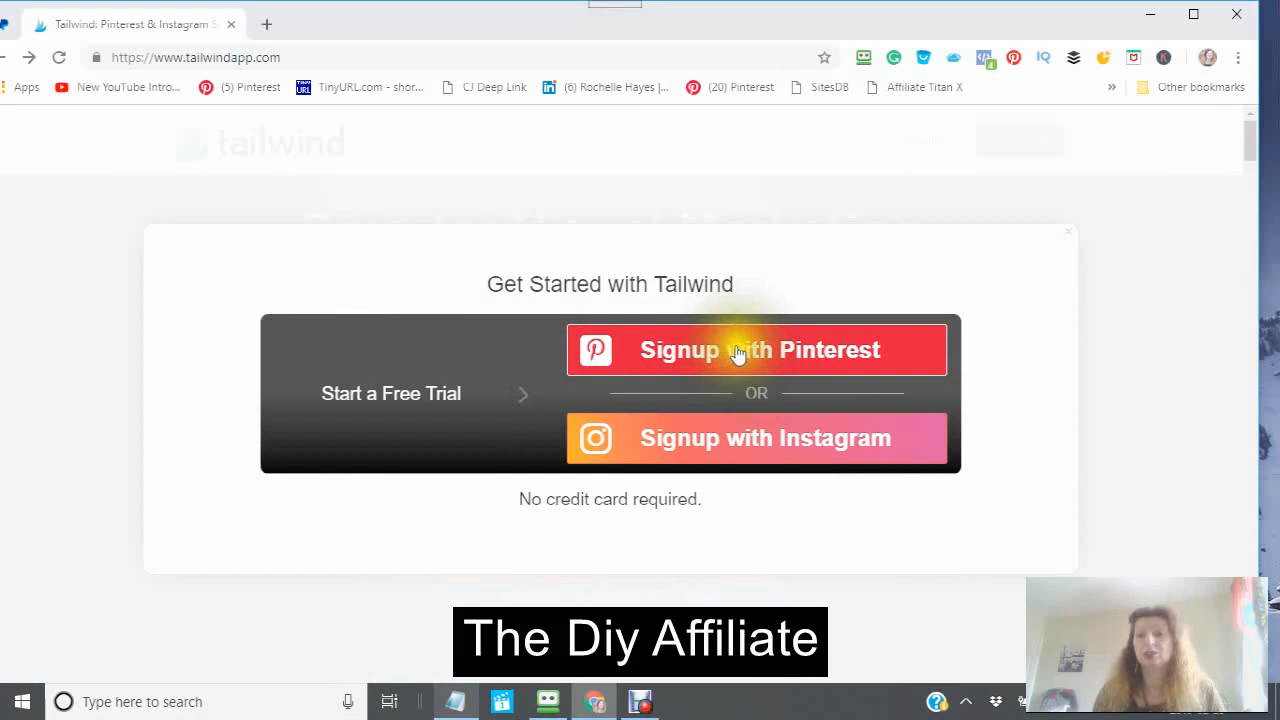 Tailwind: Pinterest & Instagram S
https://www.tailwindapp.com
Apps
New YouTube Intro...
(5) Pinterest
TinyURL.com - shor...
CJ Deep Link
(6) Rochelle Hayes |...
(20) Pinterest
SitesDB
Affiliate Titan X
»
Other bookmarks
tailwind
Get Started with Tailwind
Start a Free Trial
Signup with Pinterest
OR
Signup with Instagram
No credit card required.
The Diy Affiliate
Type here to search